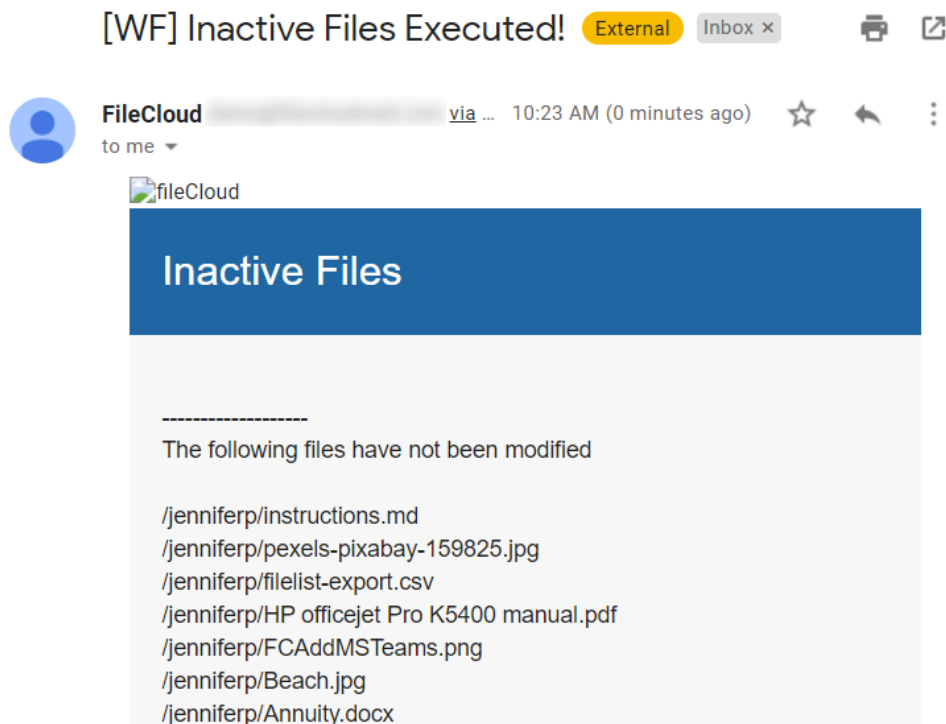 [WF] Inactive Files Executed! External Inbox ×
FileCloud via ... 10:23 AM (0 minutes ago)
to me
fileCloud
Inactive Files
-------------------
The following files have not been modified
/jenniferp/instructions.md
/jenniferp/pexels-pixabay-159825.jpg
/jenniferp/filelist-export.csv
/jenniferp/HP officejet Pro K5400 manual.pdf
/jenniferp/FCAddMSTeams.png
/jenniferp/Beach.jpg
/jenniferp/Annuity.docx